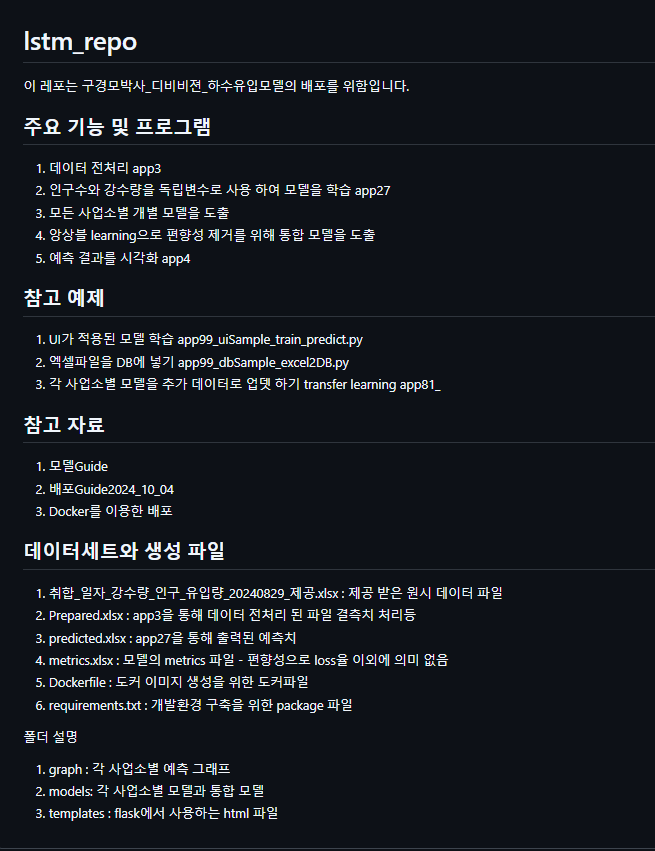 lstm_repo
이 레포는 구경모박사_디비비젼_하수유입모델의 배포를 위함입니다.
주요 기능 및 프로그램
1. 데이터 전처리 app3
2. 인구수와 강수량을 독립변수로 사용 하여 모델을 학습 app27
3. 모든 사업소별 개별 모델을 도출
4. 앙상블 learning으로 편향성 제거를 위해 통합 모델을 도출
5. 예측 결과를 시각화 app4
참고 예제
1. UI가 적용된 모델 학습 app99_uiSample_train_predict.py
2. 엑셀파일을 DB에 넣기 app99_dbSample_excel2DB.py
3. 각 사업소별 모델을 추가 데이터로 업뎃 하기 transfer learning app81_
참고 자료
1. 모델Guide
2. 배포Guide2024_10_04
3. Docker를 이용한 배포
데이터세트와 생성 파일
1. 취합_일자_강수량_인구_유입량_20240829_제공.xlsx : 제공 받은 원시 데이터 파일
2. Prepared.xlsx : app3을 통해 데이터 전처리 된 파일 결측치 처리등
3. predicted.xlsx : app27을 통해 출력된 예측치
4. metrics.xlsx : 모델의 metrics 파일 - 편향성으로 loss율 이외에 의미 없음
5. Dockerfile : 도커 이미지 생성을 위한 도커파일
6. requirements.txt : 개발환경 구축을 위한 package 파일
폴더 설명
1. graph : 각 사업소별 예측 그래프
2. models: 각 사업소별 모델과 통합 모델
3. templates : flask에서 사용하는 html 파일